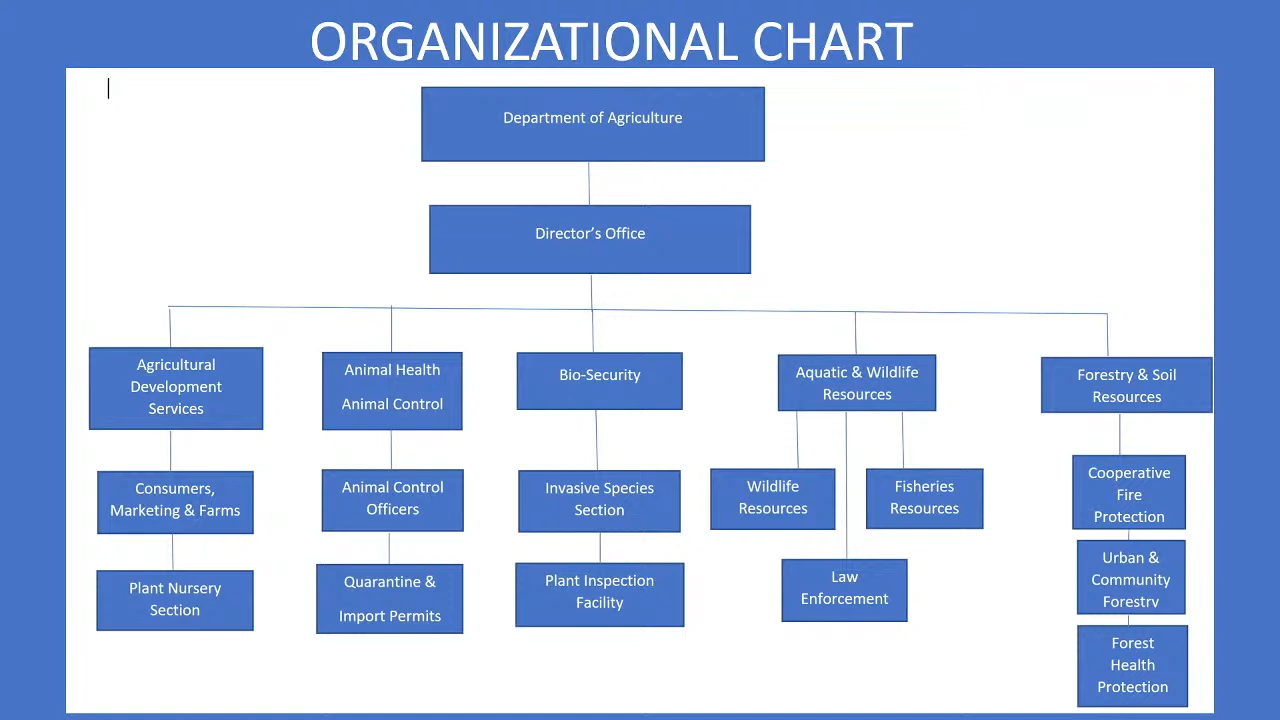 ORGANIZATIONAL CHART
Department of Agriculture
Director’s Office
Agricultural
Development
Services
Animal Health
Animal Control
Bio-Security
Aquatic & Wildlife
Resources
Forestry & Soil
Resources
Consumers,
Marketing & Farms
Animal Control
Officers
Invasive Species
Section
Wildlife
Resources
Fisheries
Resources
Cooperative
Fire
Protection
Plant Nursery
Section
Quarantine &
Import Permits
Plant Inspection
Facility
Law
Enforcement
Urban &
Community
Forestry
Forest
Health
Protection